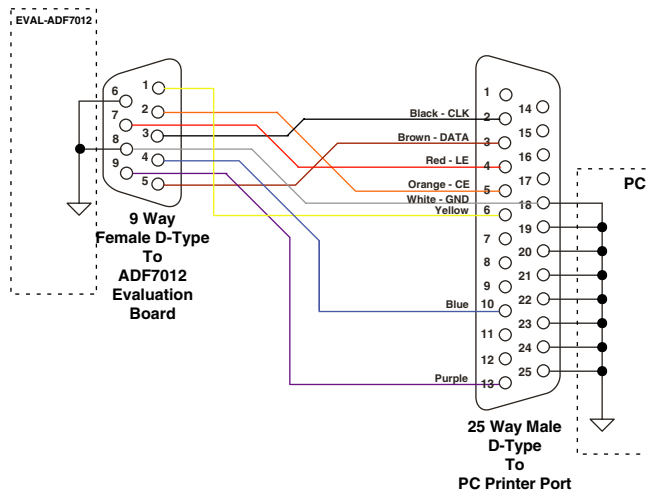 EVAL-ADF7012
1
2
3
4
5
6
7
8
9
9 Way
Female D-Type
To
ADF7012
Evaluation
Board
Black - CLK
Brown - DATA
Red - LE
Orange - CE
White - GND
Yellow
Blue
Purple
1
2
3
4
5
6
7
8
9
10
11
12
13
14
15
16
17
18
19
20
21
22
23
24
25
25 Way Male
D-Type
To
PC Printer Port
PC